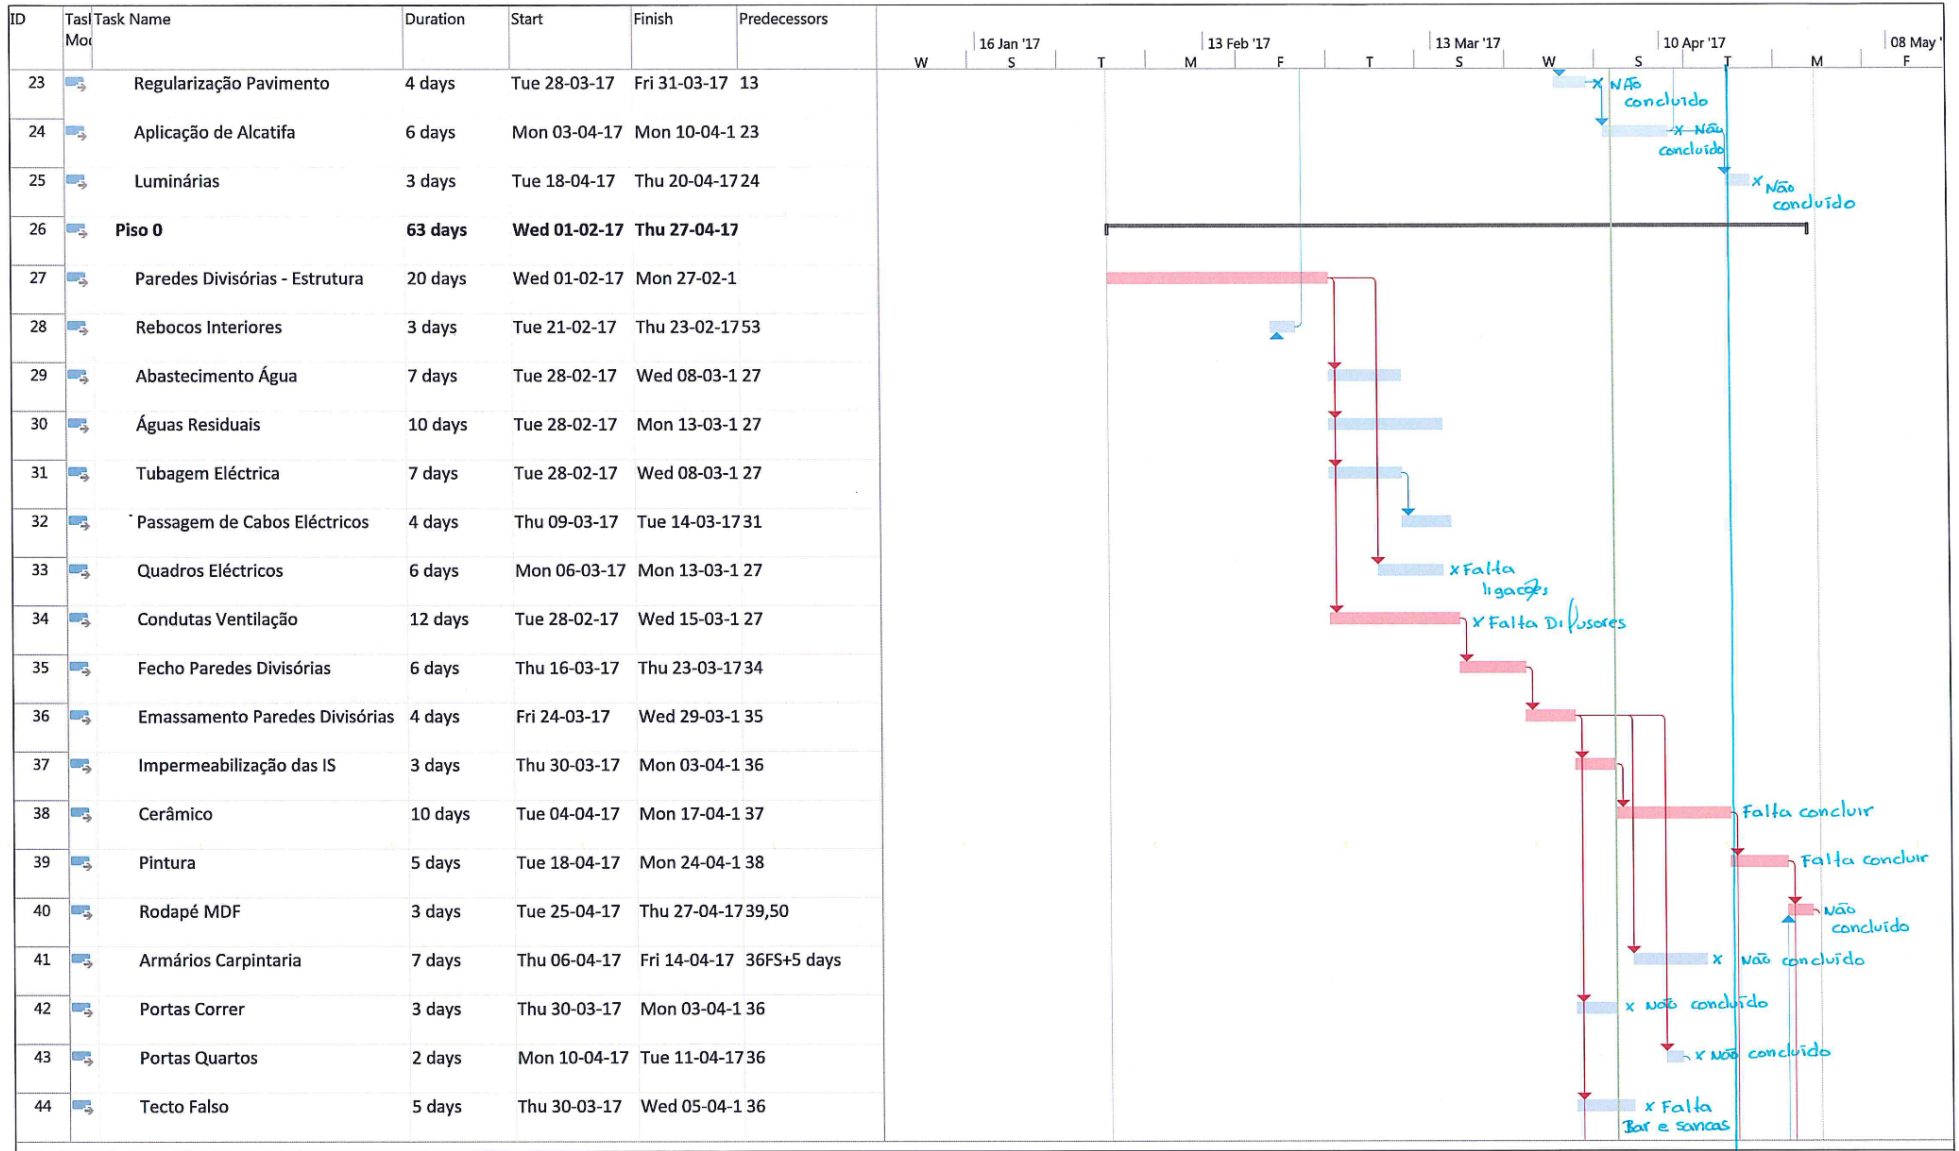 ID Task Mod Task Name Duration Start Finish Predecessors
16 Jan '17 13 Feb '17 13 Mar '17 10 Apr '17 08 May '
W S T M F T S W S T M F
23 Regularização Pavimento 4 days Tue 28-03-17 Fri 31-03-17 13 x NÃo
concluído
24 Aplicação de Alcatifa 6 days Mon 03-04-17 Mon 10-04-1 23 x Não
concluído
25 Luminárias 3 days Tue 18-04-17 Thu 20-04-17 24 x Não
concluído
26 Piso 0 63 days Wed 01-02-17 Thu 27-04-17
27 Paredes Divisórias - Estrutura 20 days Wed 01-02-17 Mon 27-02-1
28 Rebocos Interiores 3 days Tue 21-02-17 Thu 23-02-17 53
29 Abastecimento Água 7 days Tue 28-02-17 Wed 08-03-1 27
30 Águas Residuais 10 days Tue 28-02-17 Mon 13-03-1 27
31 Tubagem Eléctrica 7 days Tue 28-02-17 Wed 08-03-1 27
32 Passagem de Cabos Eléctricos 4 days Thu 09-03-17 Tue 14-03-17 31
33 Quadros Eléctricos 6 days Mon 06-03-17 Mon 13-03-1 27 x Falta
ligações
34 Condutas Ventilação 12 days Tue 28-02-17 Wed 15-03-1 27 x Falta Difusores
35 Fecho Paredes Divisórias 6 days Thu 16-03-17 Thu 23-03-17 34
36 Emassamento Paredes Divisórias 4 days Fri 24-03-17 Wed 29-03-1 35
37 Impermeabilização das IS 3 days Thu 30-03-17 Mon 03-04-1 36
38 Cerâmico 10 days Tue 04-04-17 Mon 17-04-1 37 Falta concluir
39 Pintura 5 days Tue 18-04-17 Mon 24-04-1 38 Falta concluir
40 Rodapé MDF 3 days Tue 25-04-17 Thu 27-04-17 39,50 Não
concluído
41 Armários Carpintaria 7 days Thu 06-04-17 Fri 14-04-17 36FS+5 days x Não concluído
42 Portas Correr 3 days Thu 30-03-17 Mon 03-04-1 36 x Não concluído
43 Portas Quartos 2 days Mon 10-04-17 Tue 11-04-17 36 x Não concluído
44 Tecto Falso 5 days Thu 30-03-17 Wed 05-04-1 36 x Falta
Bar e sancas